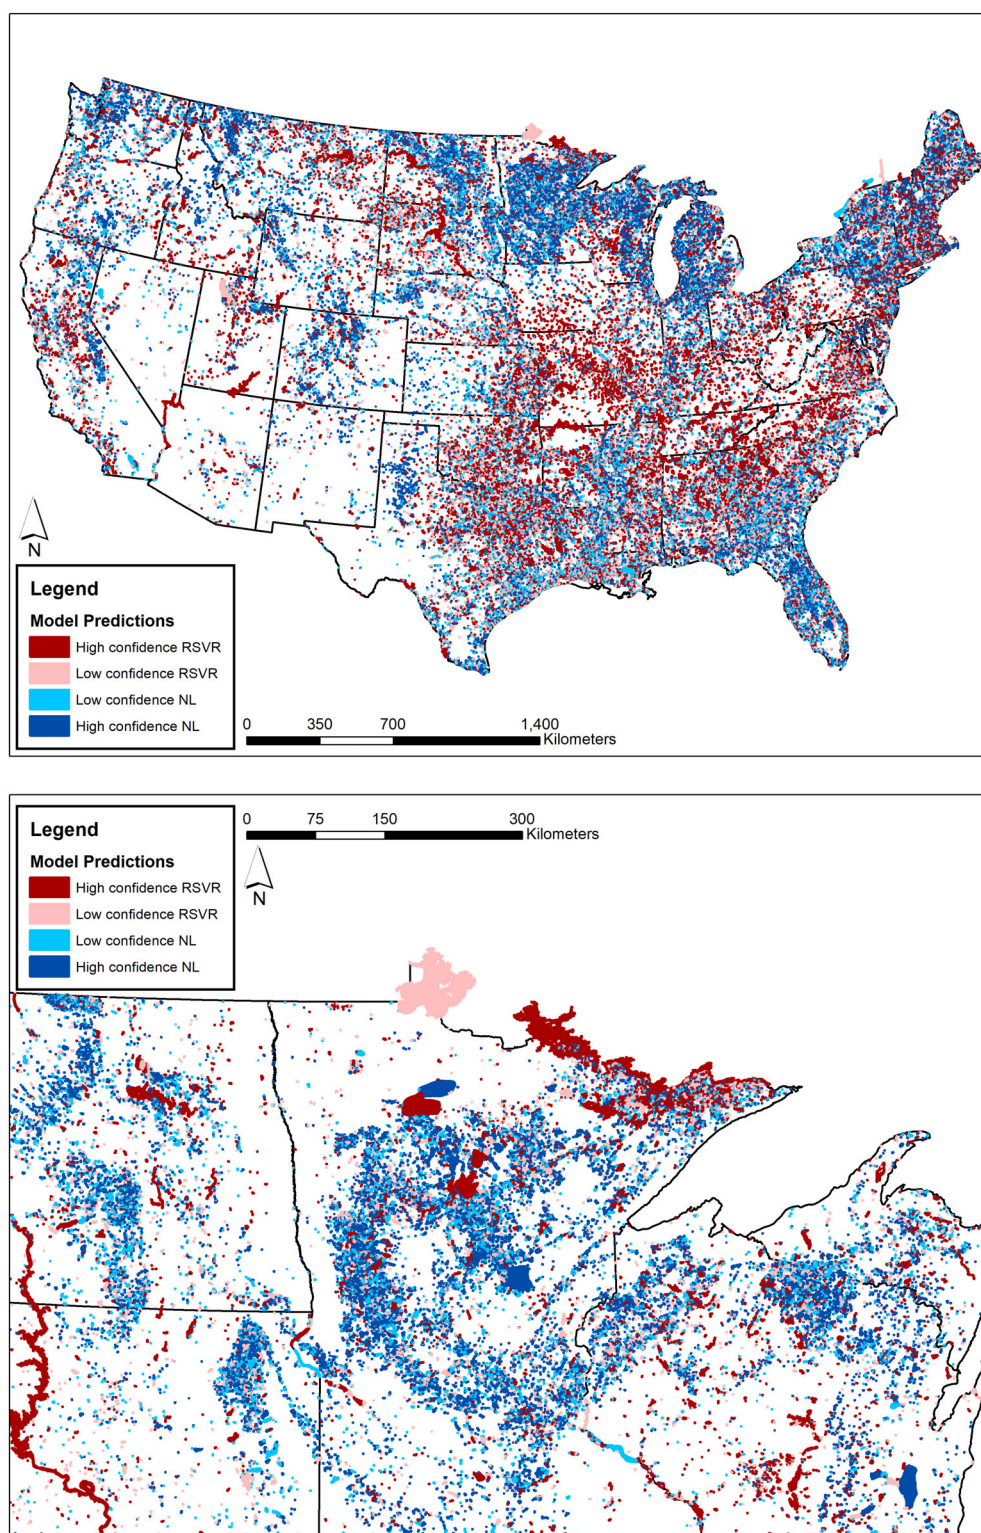 N
Legend
Model Predictions
High confidence RSVR
Low confidence RSVR
Low confidence NL
High confidence NL
0 350 700 1,400
Kilometers
Legend
Model Predictions
High confidence RSVR
Low confidence RSVR
Low confidence NL
High confidence NL
0 75 150 300
Kilometers
N